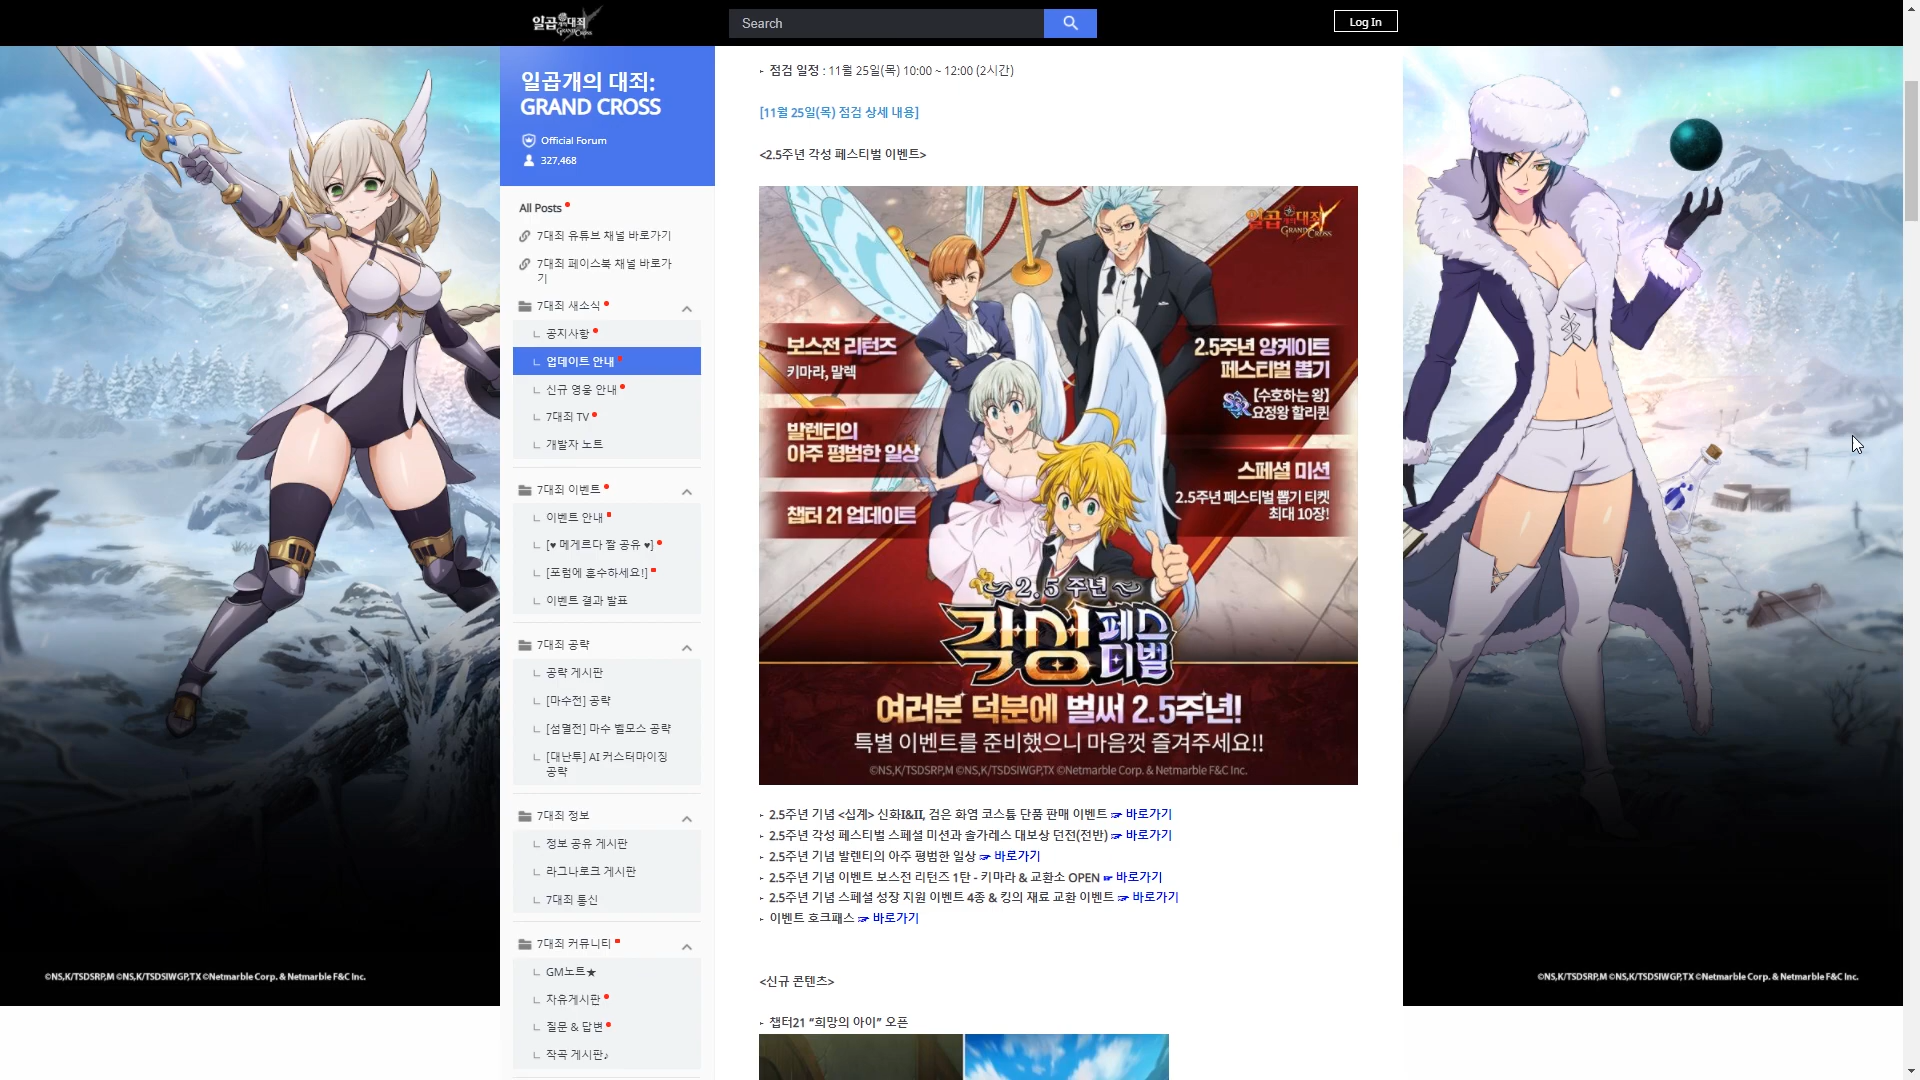 일곱개의대죄
GRAND CROSS
Search
Log In
일곱개의 대죄:
GRAND CROSS
Official Forum
327,468
All Posts
7대죄 유튜브 채널 바로가기
7대죄 페이스북 채널 바로가
기
7대죄 새소식
공지사항
업데이트 안내
신규 영웅 안내
7대죄 TV
개발자 노트
7대죄 이벤트
이벤트 안내
[♥ 메게르다 짤 공유 ♥]
[포럼에 훈수하세요!]
이벤트 결과 발표
7대죄 공략
공략 게시판
[마수전] 공략
[섬멸전] 마수 벨모스 공략
[대난투] AI 커스터마이징
공략
7대죄 정보
정보 공유 게시판
라그나로크 게시판
7대죄 통신
7대죄 커뮤니티
GM노트★
자유게시판
질문 & 답변
작곡 게시판♪
- 점검 일정 : 11월 25일(목) 10:00 ~ 12:00 (2시간)
[11월 25일(목) 점검 상세 내용]
<2.5주년 각성 페스티벌 이벤트>
일곱개의대죄
GRAND CROSS
보스전 리턴즈
키마라, 말렉
발렌티의
아주 평범한 일상
챕터 21 업데이트
2.5주년 앙케이트
페스티벌 뽑기
SSR 【수호하는 왕】
요정왕 할리퀸
스페셜 미션
2.5주년 페스티벌 뽑기 티켓
최대 10장!
2.5주년
각성 페스티벌
여러분 덕분에 벌써 2.5주년!
특별 이벤트를 준비했으니 마음껏 즐겨주세요!!
©NS,K/TSDSRP,M ©NS,K/TSDSIWGP,TX ©Netmarble Corp. & Netmarble F&C Inc.
- 2.5주년 기념 <십계> 신화I&II, 검은 화염 코스튬 단품 판매 이벤트 ☞ 바로가기
- 2.5주년 각성 페스티벌 스페셜 미션과 솔가레스 대보상 던전(전반) ☞ 바로가기
- 2.5주년 기념 발렌티의 아주 평범한 일상 ☞ 바로가기
- 2.5주년 기념 이벤트 보스전 리턴즈 1탄 - 키마라 & 교환소 OPEN ☞ 바로가기
- 2.5주년 기념 스페셜 성장 지원 이벤트 4종 & 킹의 재료 교환 이벤트 ☞ 바로가기
- 이벤트 호크패스 ☞ 바로가기
<신규 콘텐츠>
- 챕터21 “희망의 아이” 오픈
©NS,K/TSDSRP,M ©NS,K/TSDSIWGP,TX ©Netmarble Corp. & Netmarble F&C Inc.
©NS,K/TSDSRP,M ©NS,K/TSDSIWGP,TX ©Netmarble Corp. & Netmarble F&C Inc.